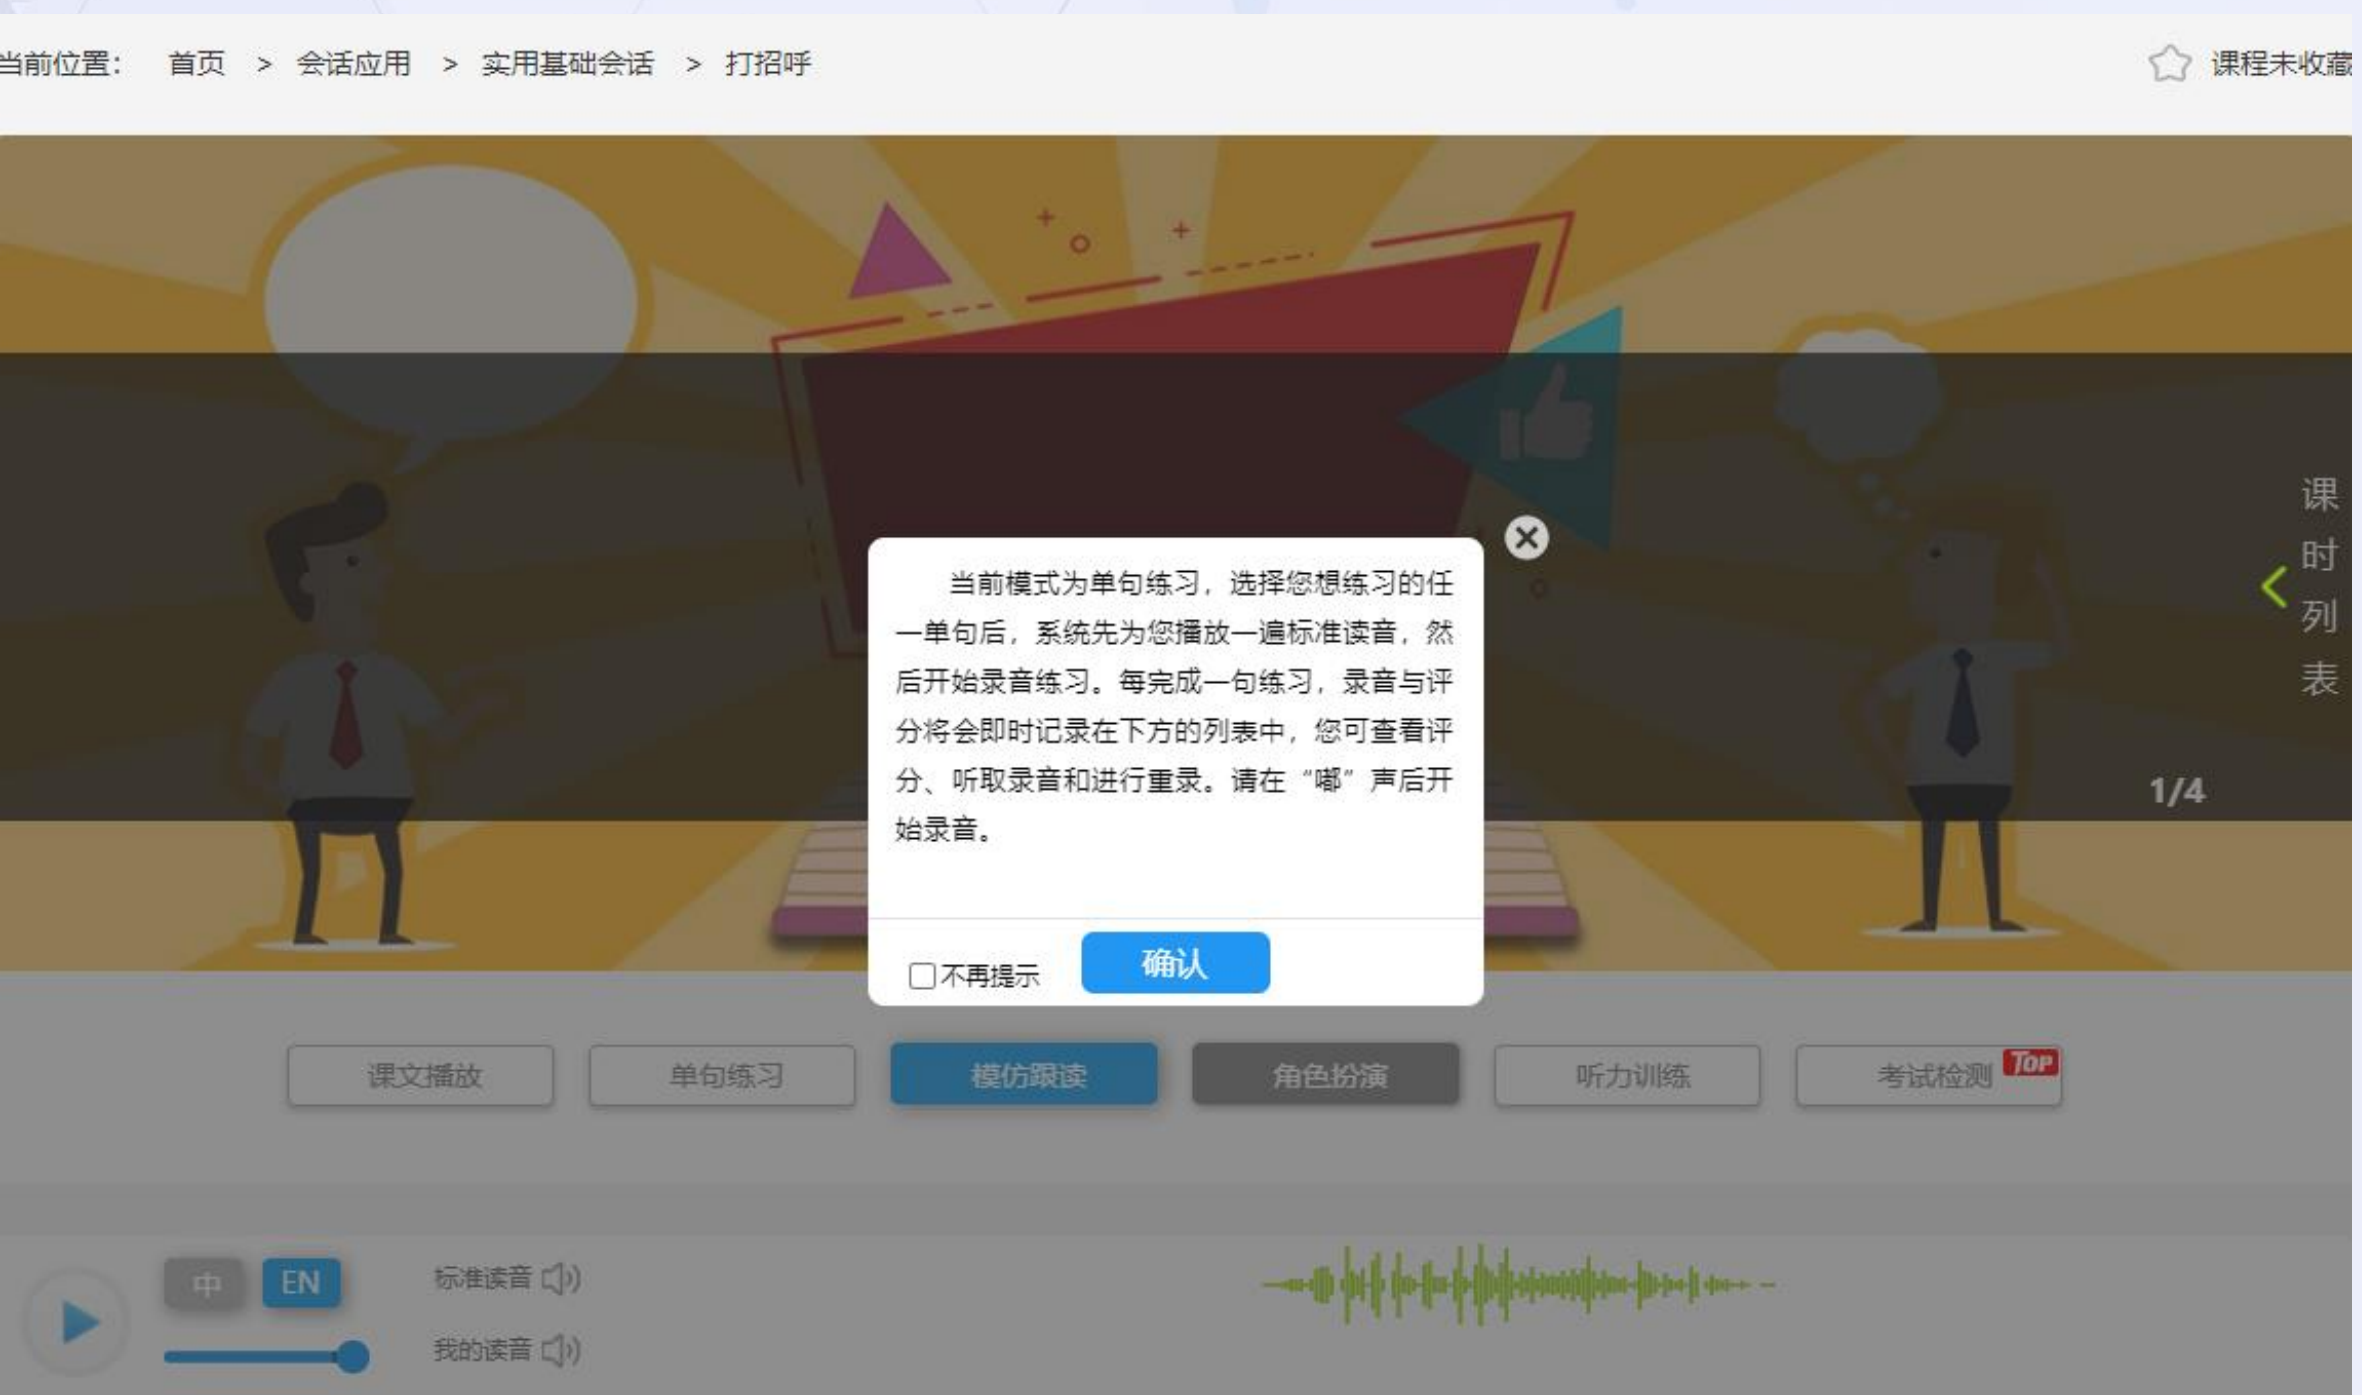 当前位置： 首页 > 会话应用 > 实用基础会话 > 打招呼
课程未收藏
课时列表
当前模式为单句练习，选择您想练习的任
一单句后，系统先为您播放一遍标准读音，然
后开始录音练习。每完成一句练习，录音与评
分将会即时记录在下方的列表中，您可查看评
分、听取录音和进行重录。请在“嘟”声后开
始录音。
1/4
不再提示 确认
课文播放 单句练习 模仿跟读 角色扮演 听力训练 考试检测 TOP
中 EN 标准读音
我的读音